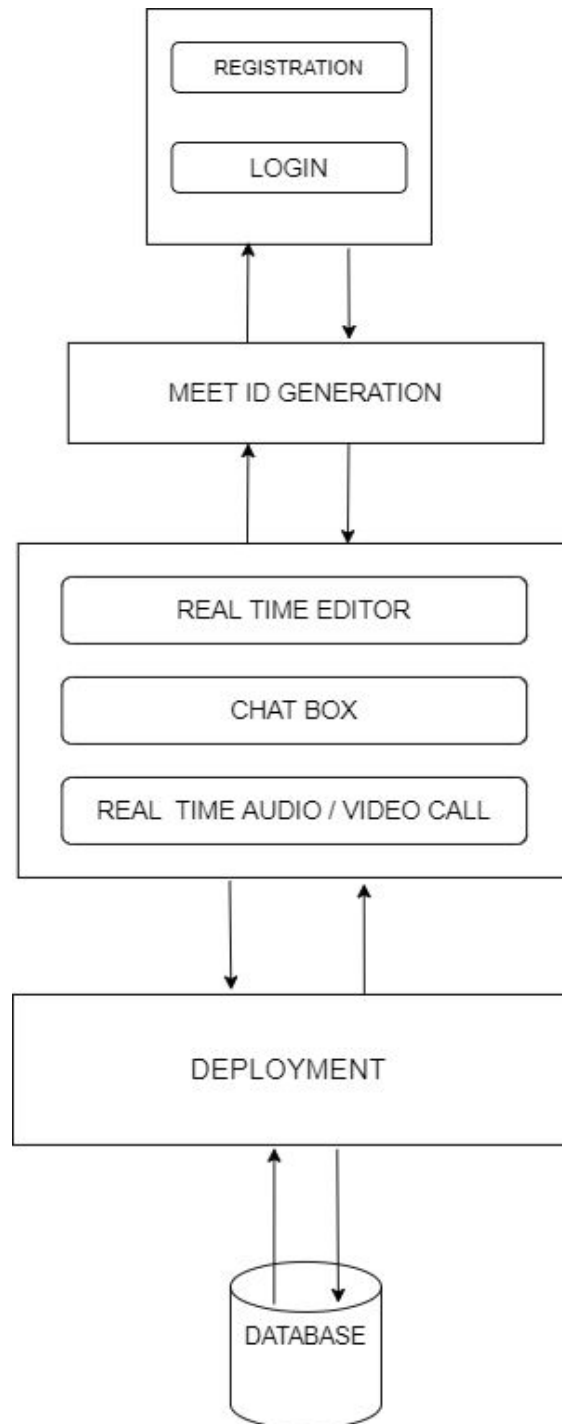 REGISTRATION
LOGIN
MEET ID GENERATION
REAL TIME EDITOR
CHAT BOX
REAL TIME AUDIO / VIDEO CALL
DEPLOYMENT
DATABASE